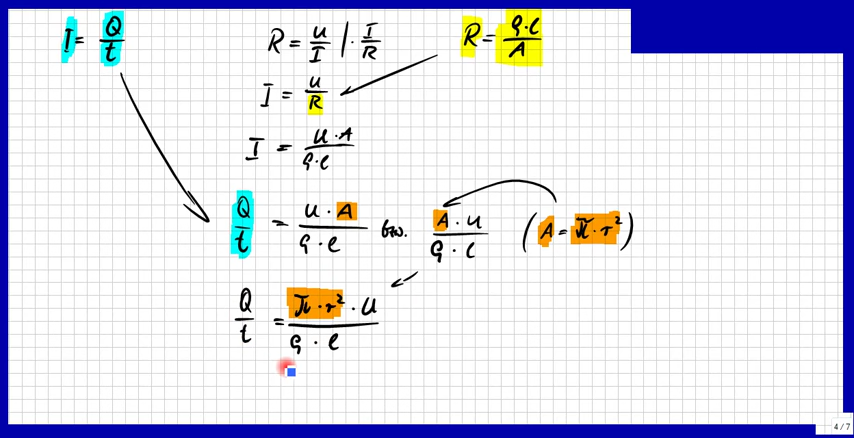 I = Q/t    R = U/I | · I/R    R = ρ·l/A
I = U/R
I = U·A/ρ·l
Q/t = U·A/ρ·l bzw. A·U/ρ·l (A = π·r²)
Q/t = π·r²·U/ρ·l
4 / 7